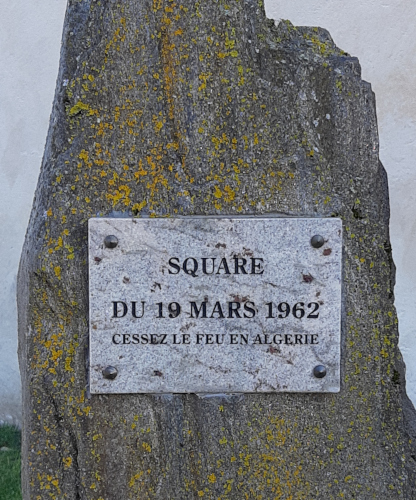 SQUARE
DU 19 MARS 1962
CESSEZ LE FEU EN ALGERIE